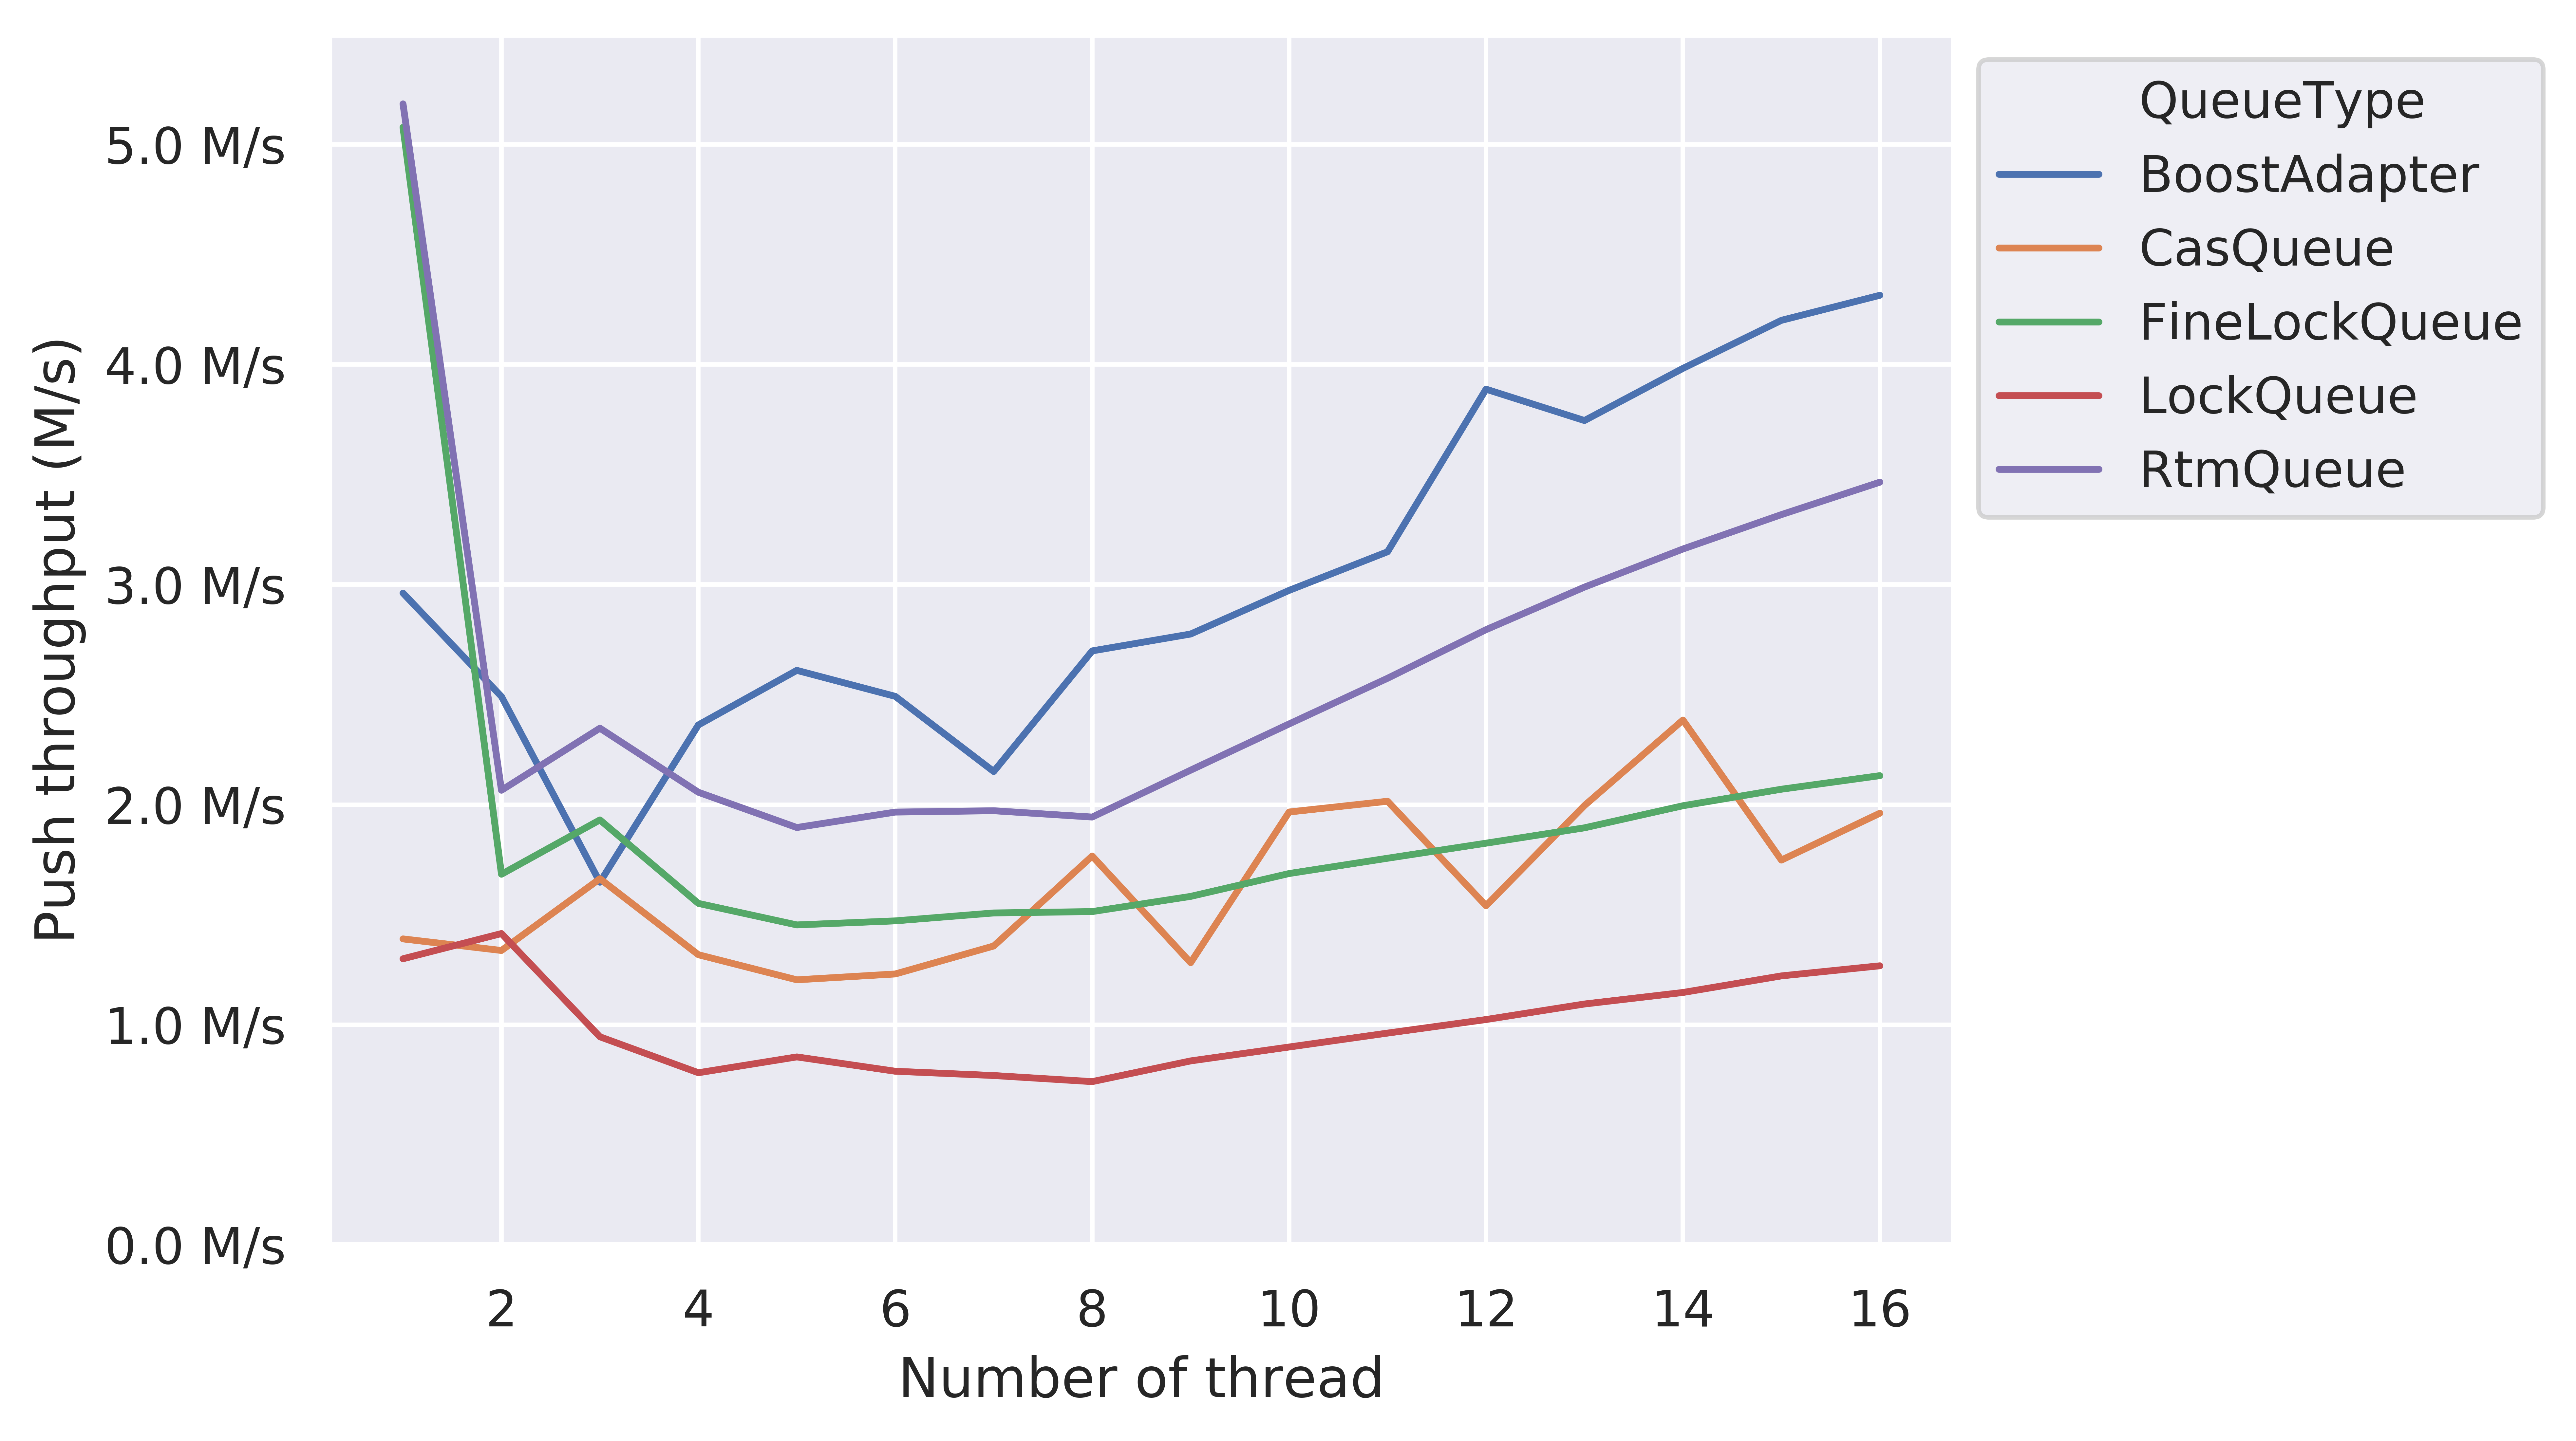 Push throughput (M/s)
5.0 M/s
4.0 M/s
3.0 M/s
2.0 M/s
1.0 M/s
0.0 M/s
2 4 6 8 10 12 14 16
Number of thread
QueueType
BoostAdapter
CasQueue
FineLockQueue
LockQueue
RtmQueue